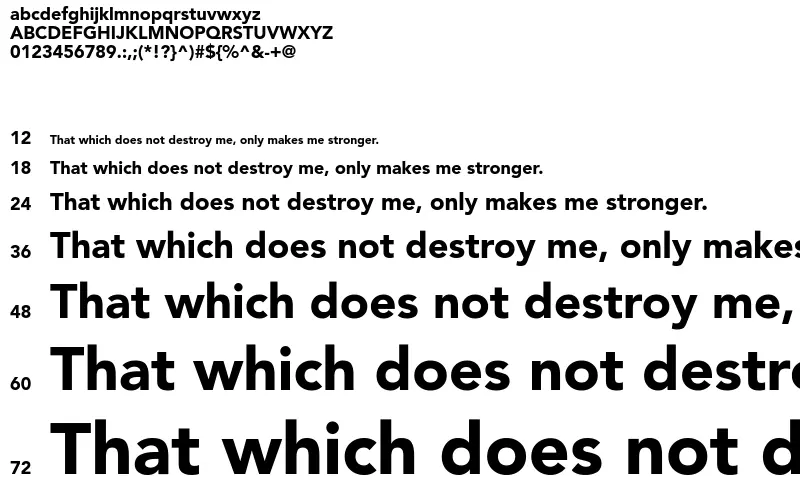 abcdefghijklmnopqrstuvwxyz
ABCDEFGHIJKLMNOPQRSTUVWXYZ
0123456789.:,;(*!?}^)#${%^&-+@
12 That which does not destroy me, only makes me stronger.
18 That which does not destroy me, only makes me stronger.
24 That which does not destroy me, only makes me stronger.
36 That which does not destroy me, only makes
48 That which does not destroy me,
60 That which does not destro
72 That which does not d